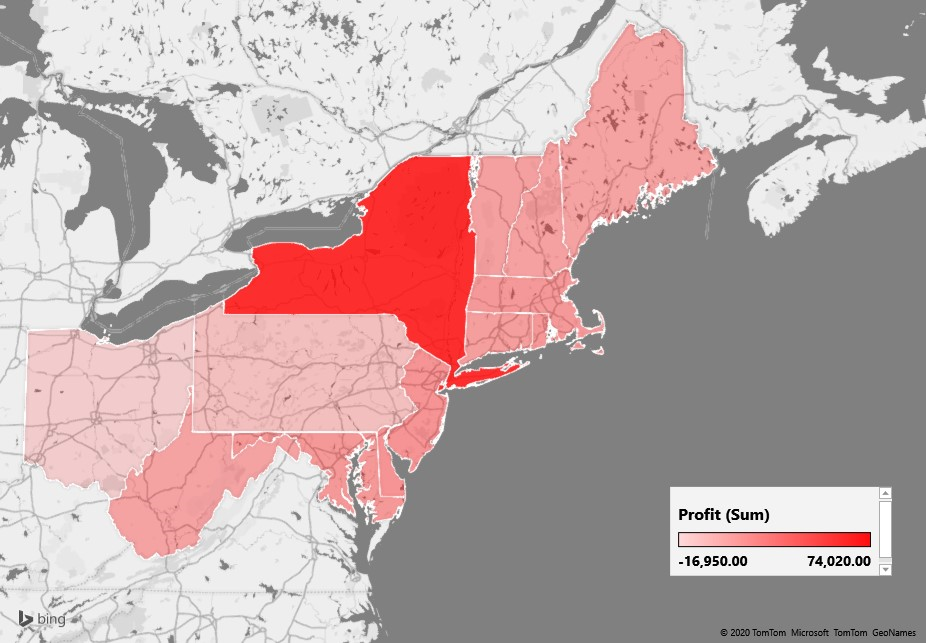 Profit (Sum)
-16,950.00 74,020.00
bing
© 2020 TomTom Microsoft TomTom GeoNames